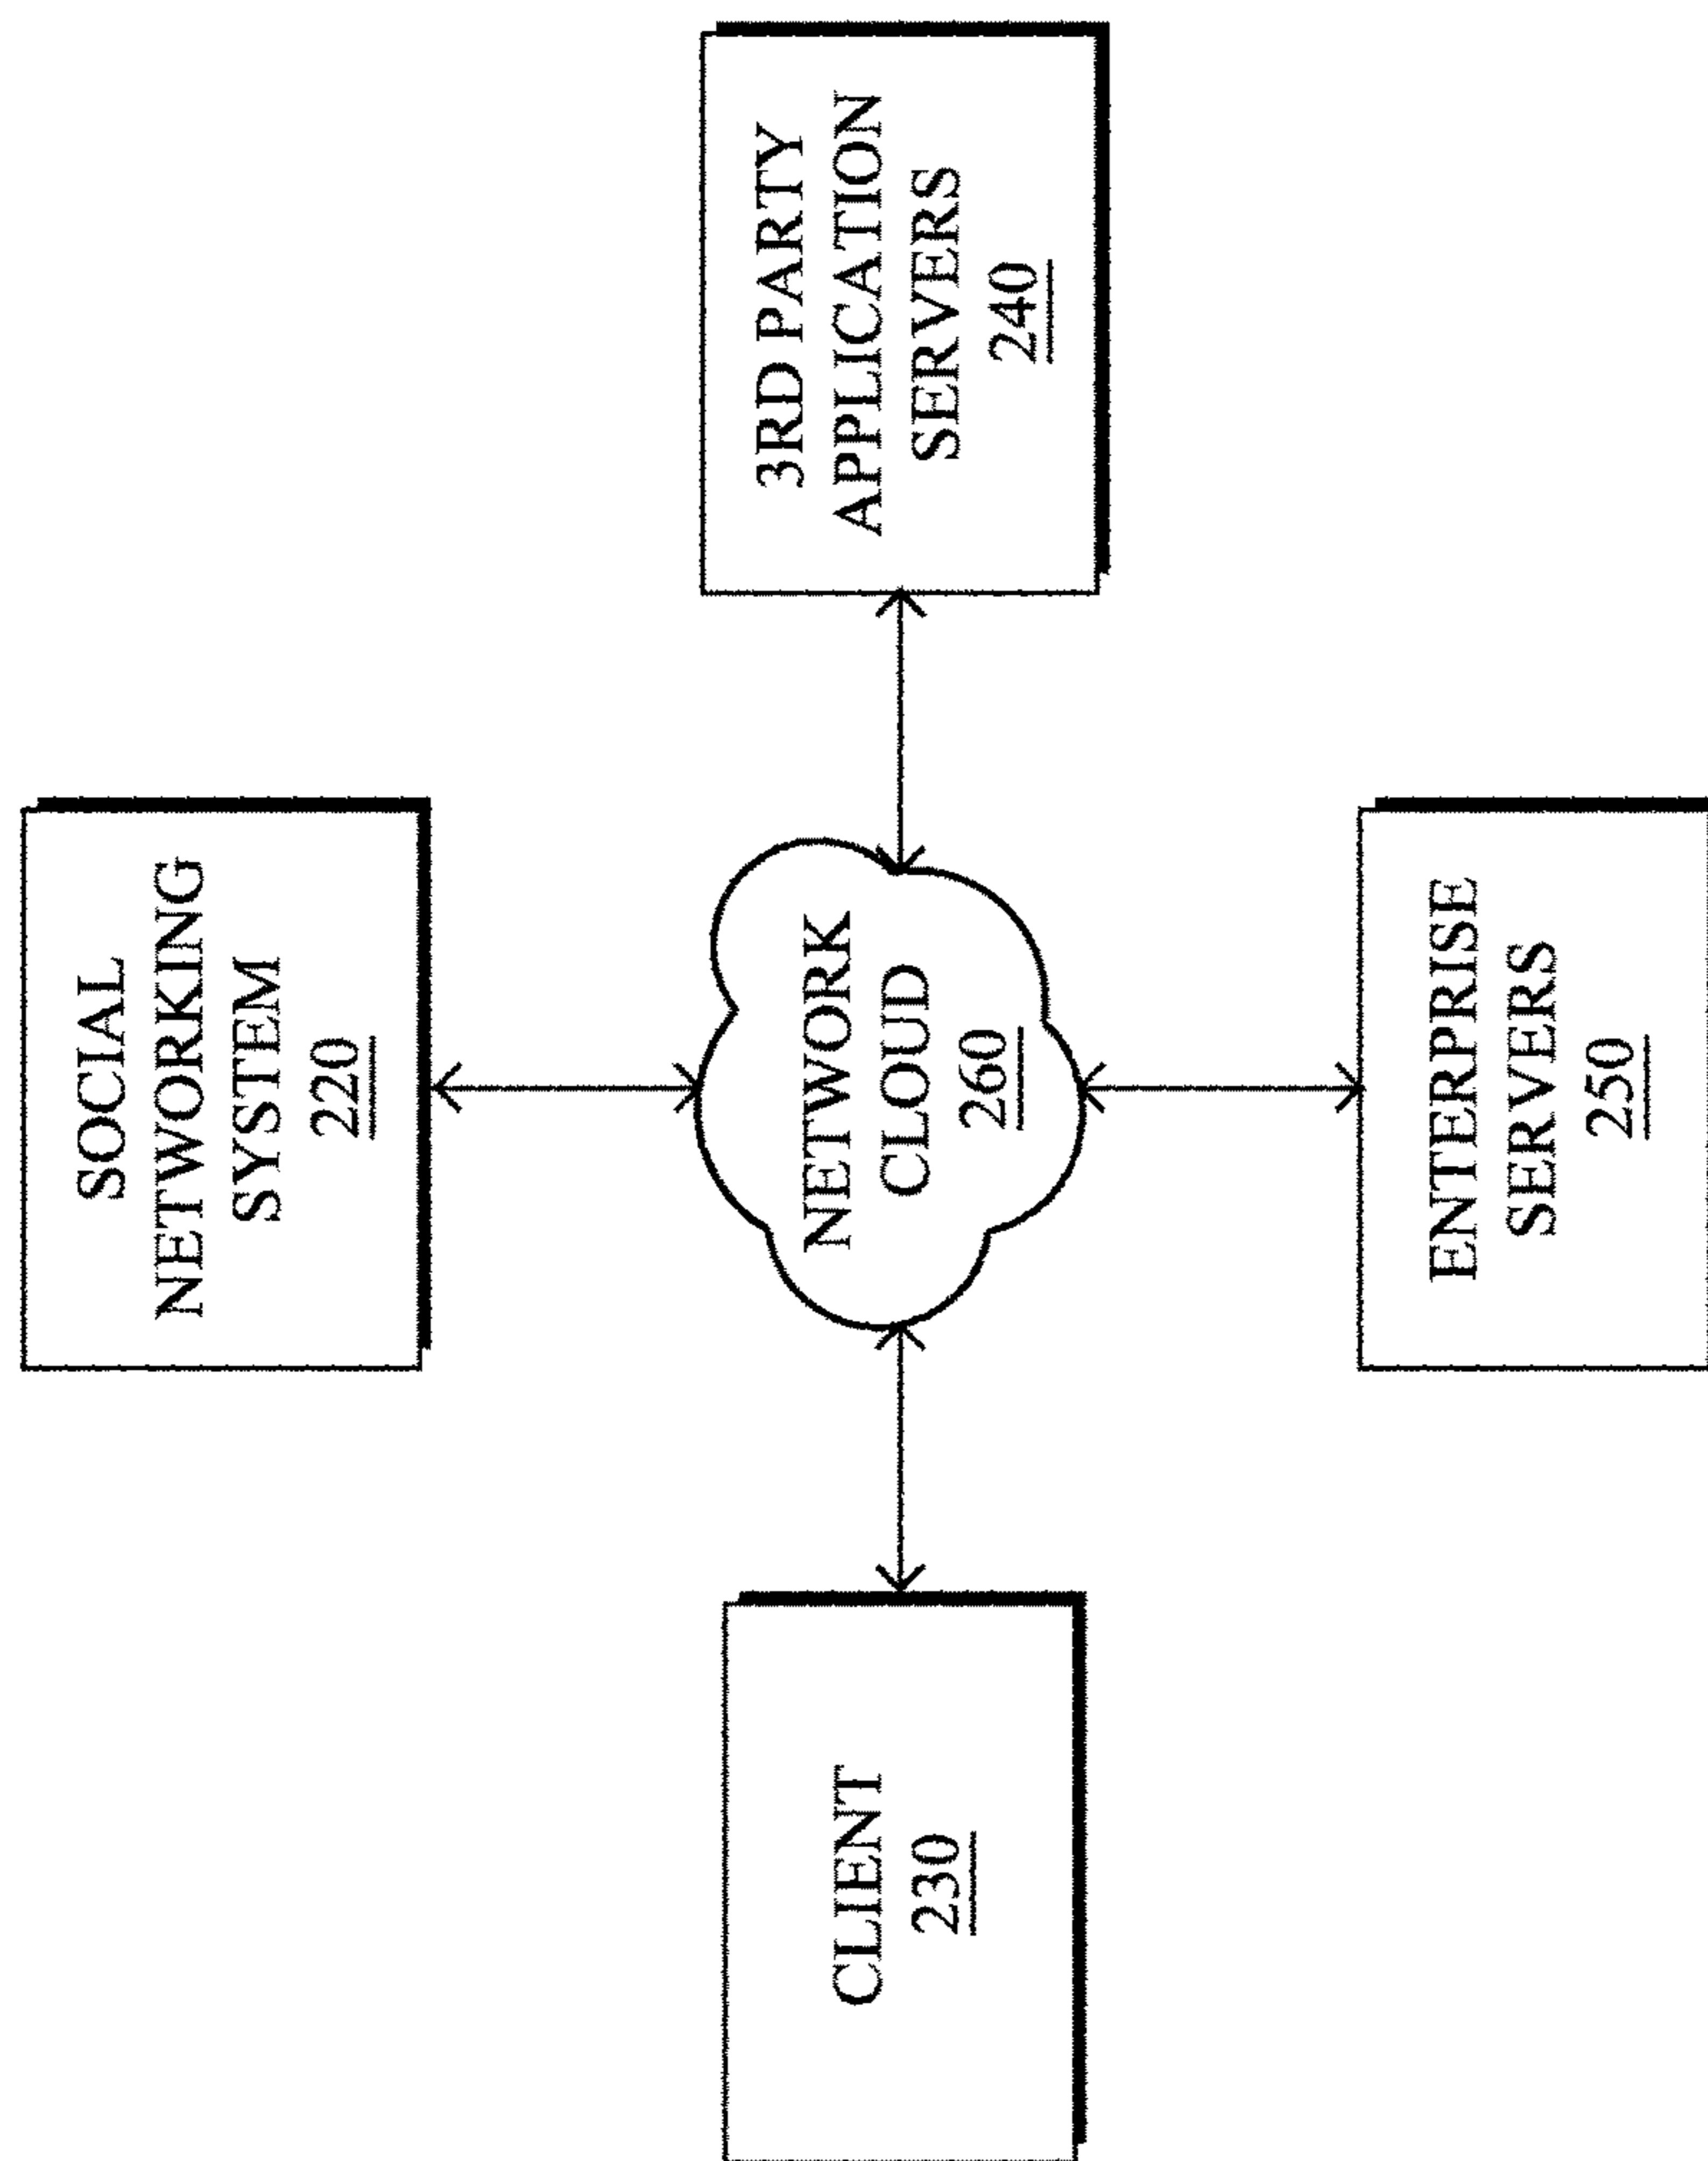 SOCIAL
NETWORKING
SYSTEM
220
CLIENT
230
NETWORK
CLOUD
260
3RD PARTY
APPLICATION
SERVERS
240
ENTERPRISE
SERVERS
250